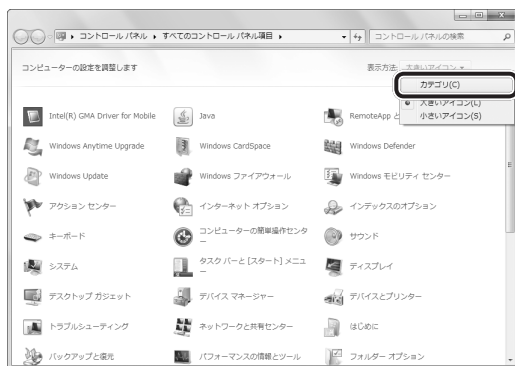 コントロール パネル ▸ すべてのコントロール パネル項目 ▸
コントロール パネルの検索
コンピューターの設定を調整します
表示方法: 大きいアイコン ▾
カテゴリ(C)
大きいアイコン(L)
小さいアイコン(S)
Intel(R) GMA Driver for Mobile
Java
RemoteApp と
Windows Anytime Upgrade
Windows CardSpace
Windows Defender
Windows Update
Windows ファイアウォール
Windows モビリティ センター
アクション センター
インターネット オプション
インデックスのオプション
キーボード
コンピューターの簡単操作センタ
ー
サウンド
システム
タスク バーと [スタート] メニュ
ー
ディスプレイ
デスクトップ ガジェット
デバイス マネージャー
デバイスとプリンター
トラブルシューティング
ネットワークと共有センター
はじめに
バックアップと復元
パフォーマンスの情報とツール
フォルダー オプション